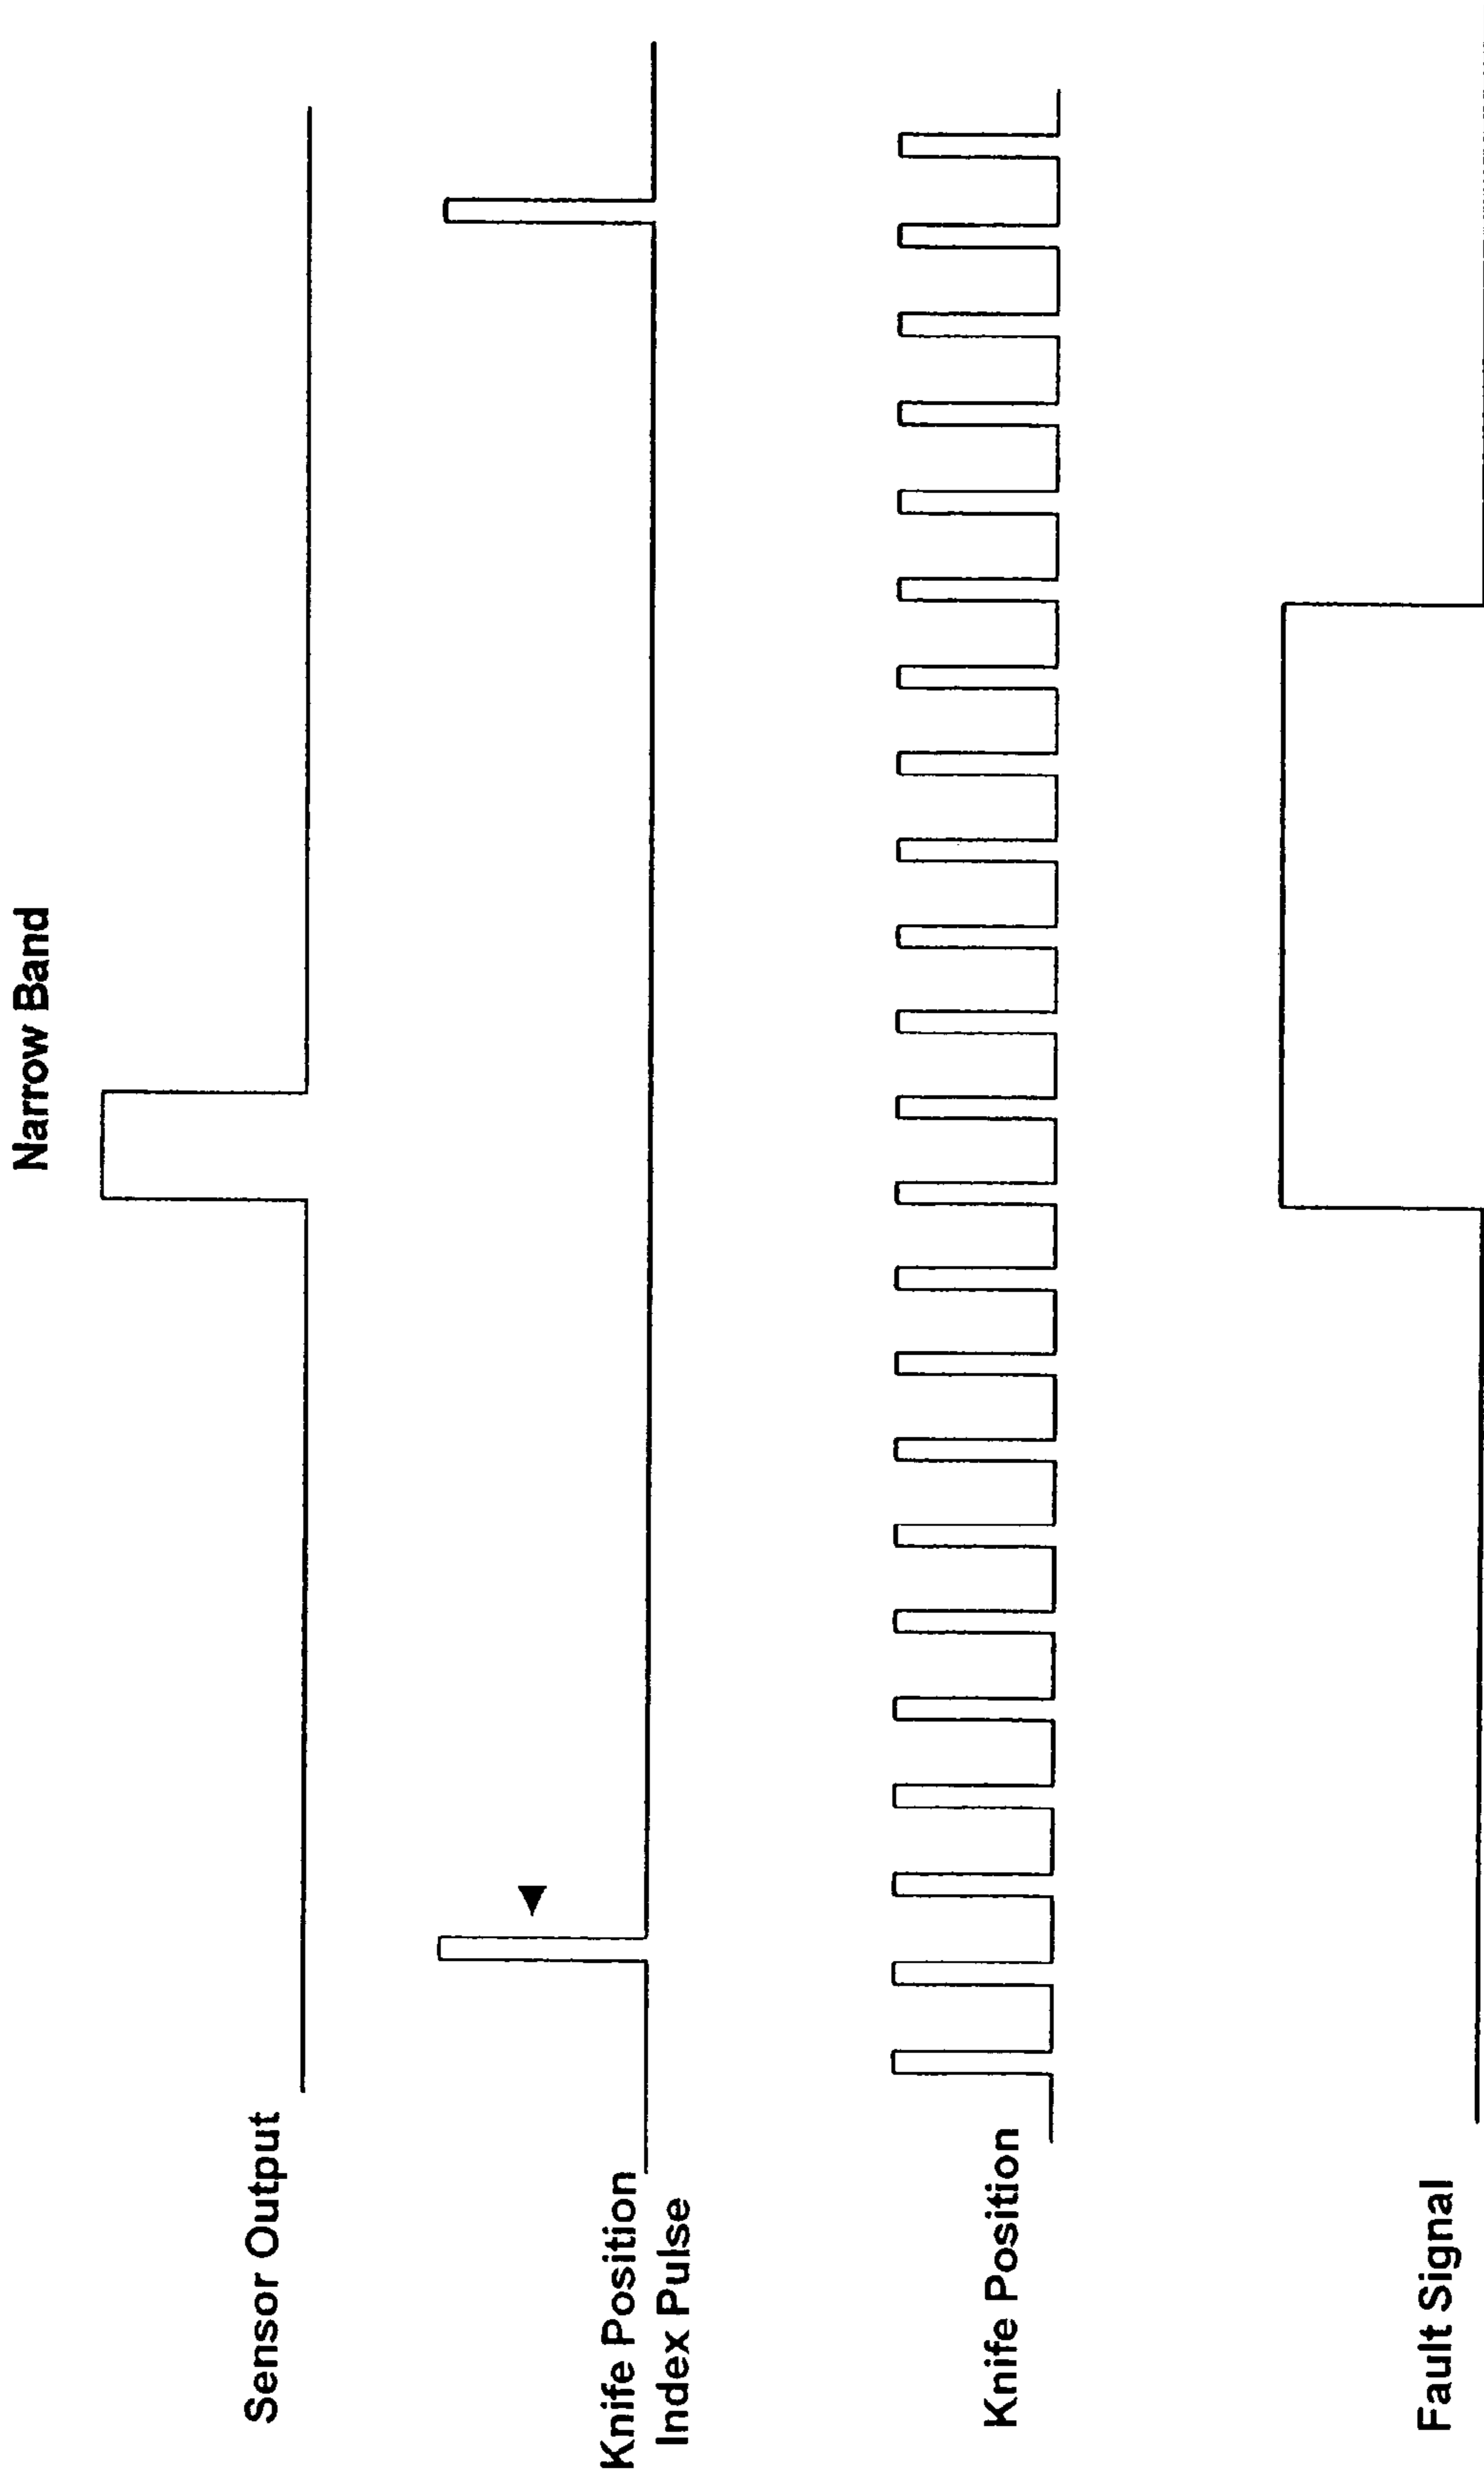 Narrow Band
Sensor Output
Knife Position
Index Pulse
Knife Position
Fault Signal